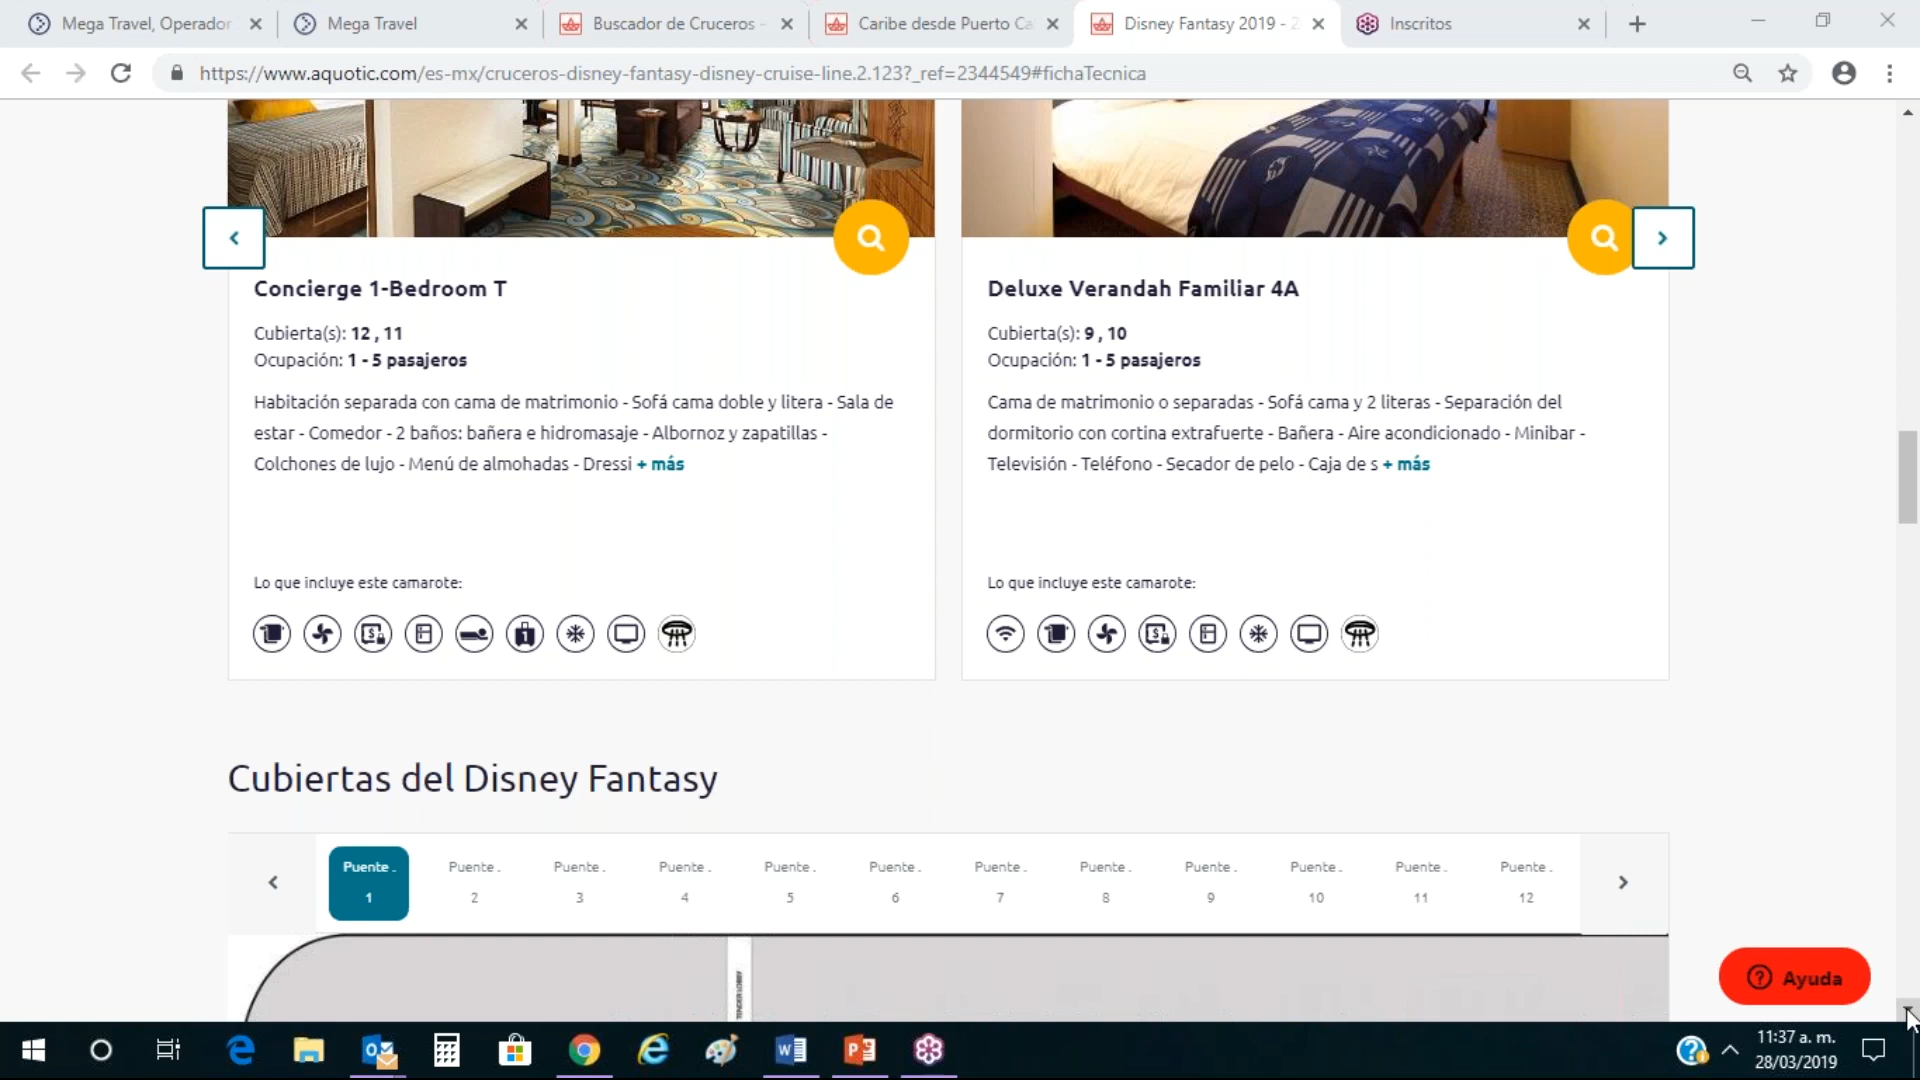 Mega Travel, Operador
Mega Travel
Buscador de Cruceros -
Caribe desde Puerto Ca
Disney Fantasy 2019 - 2
Inscritos
https://www.aquotic.com/es-mx/cruceros-disney-fantasy-disney-cruise-line.2.123?_ref=2344549#fichaTecnica
Concierge 1-Bedroom T
Cubierta(s): 12 , 11
Ocupación: 1 - 5 pasajeros
Habitación separada con cama de matrimonio - Sofá cama doble y litera - Sala de
estar - Comedor - 2 baños: bañera e hidromasaje - Albornoz y zapatillas -
Colchones de lujo - Menú de almohadas - Dressi + más
Lo que incluye este camarote:
Deluxe Verandah Familiar 4A
Cubierta(s): 9 , 10
Ocupación: 1 - 5 pasajeros
Cama de matrimonio o separadas - Sofá cama y 2 literas - Separación del
dormitorio con cortina extrafuerte - Bañera - Aire acondicionado - Minibar -
Televisión - Teléfono - Secador de pelo - Caja de s + más
Lo que incluye este camarote:
Cubiertas del Disney Fantasy
Puente . Puente . Puente . Puente . Puente . Puente . Puente . Puente . Puente . Puente . Puente . Puente .
1 2 3 4 5 6 7 8 9 10 11 12
TENDER LOBBY
Ayuda
11:37 a. m.
28/03/2019